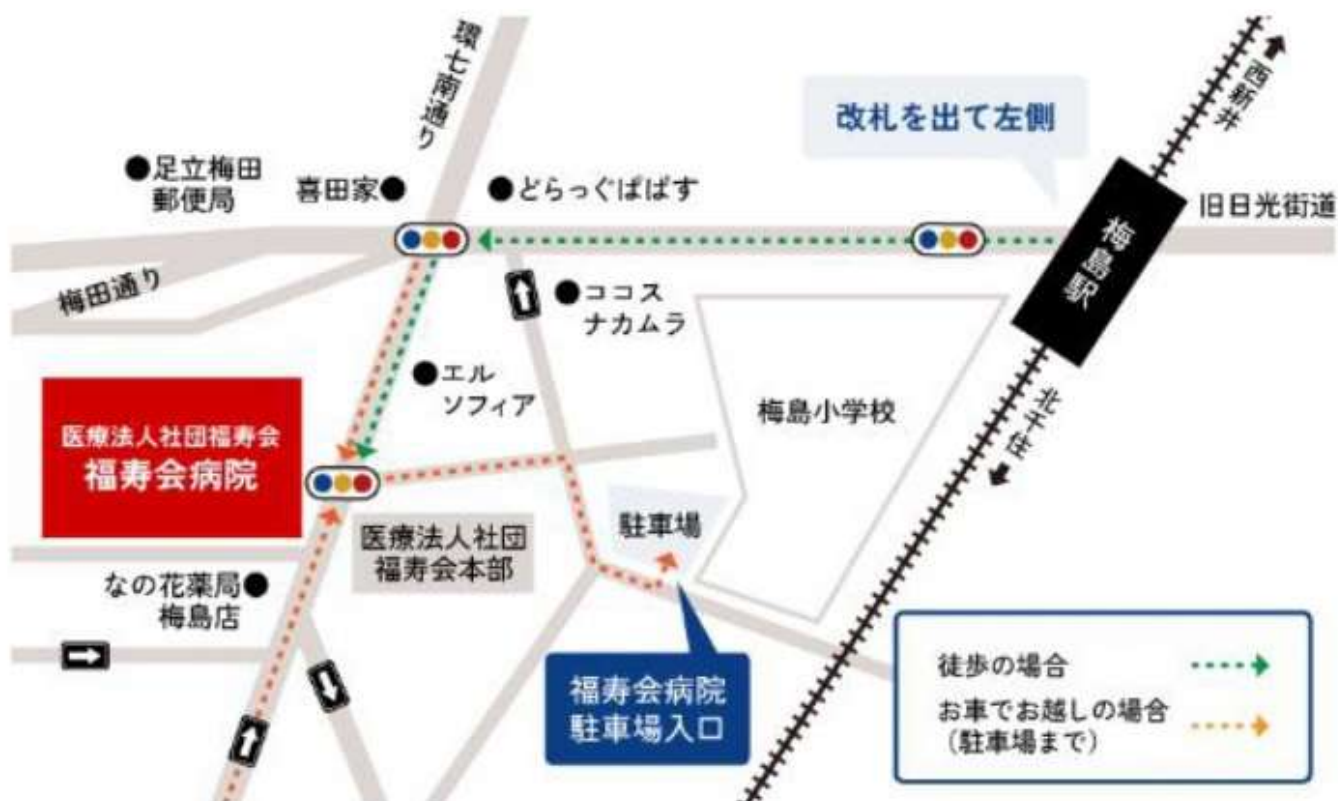 環七南通り
西新井
改札を出て左側
足立梅田
郵便局
喜田家
どらっぐぱぱす
旧日光街道
梅島駅
梅田通り
ココス
ナカムラ
エル
ソフィア
梅島小学校
北千住
医療法人社団福寿会
福寿会病院
駐車場
医療法人社団
福寿会本部
なの花薬局
梅島店
福寿会病院
駐車場入口
徒歩の場合
お車でお越しの場合
（駐車場まで）